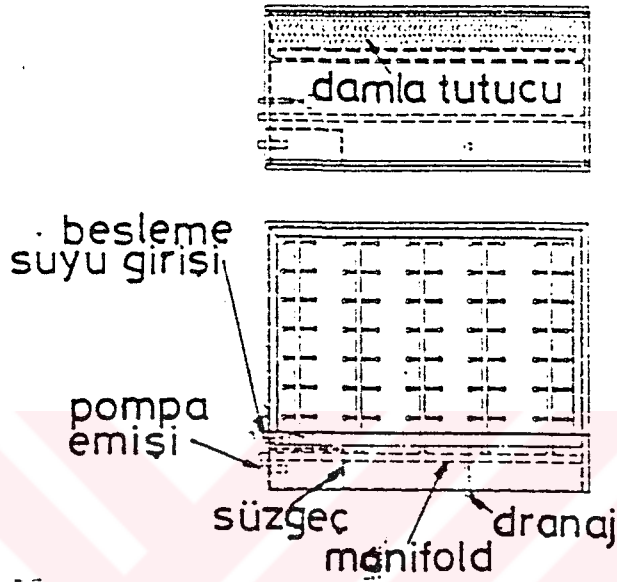 damla tutucu
besleme
suyu girişi
pompa
emişi
süzgeç
dranaj
manifold